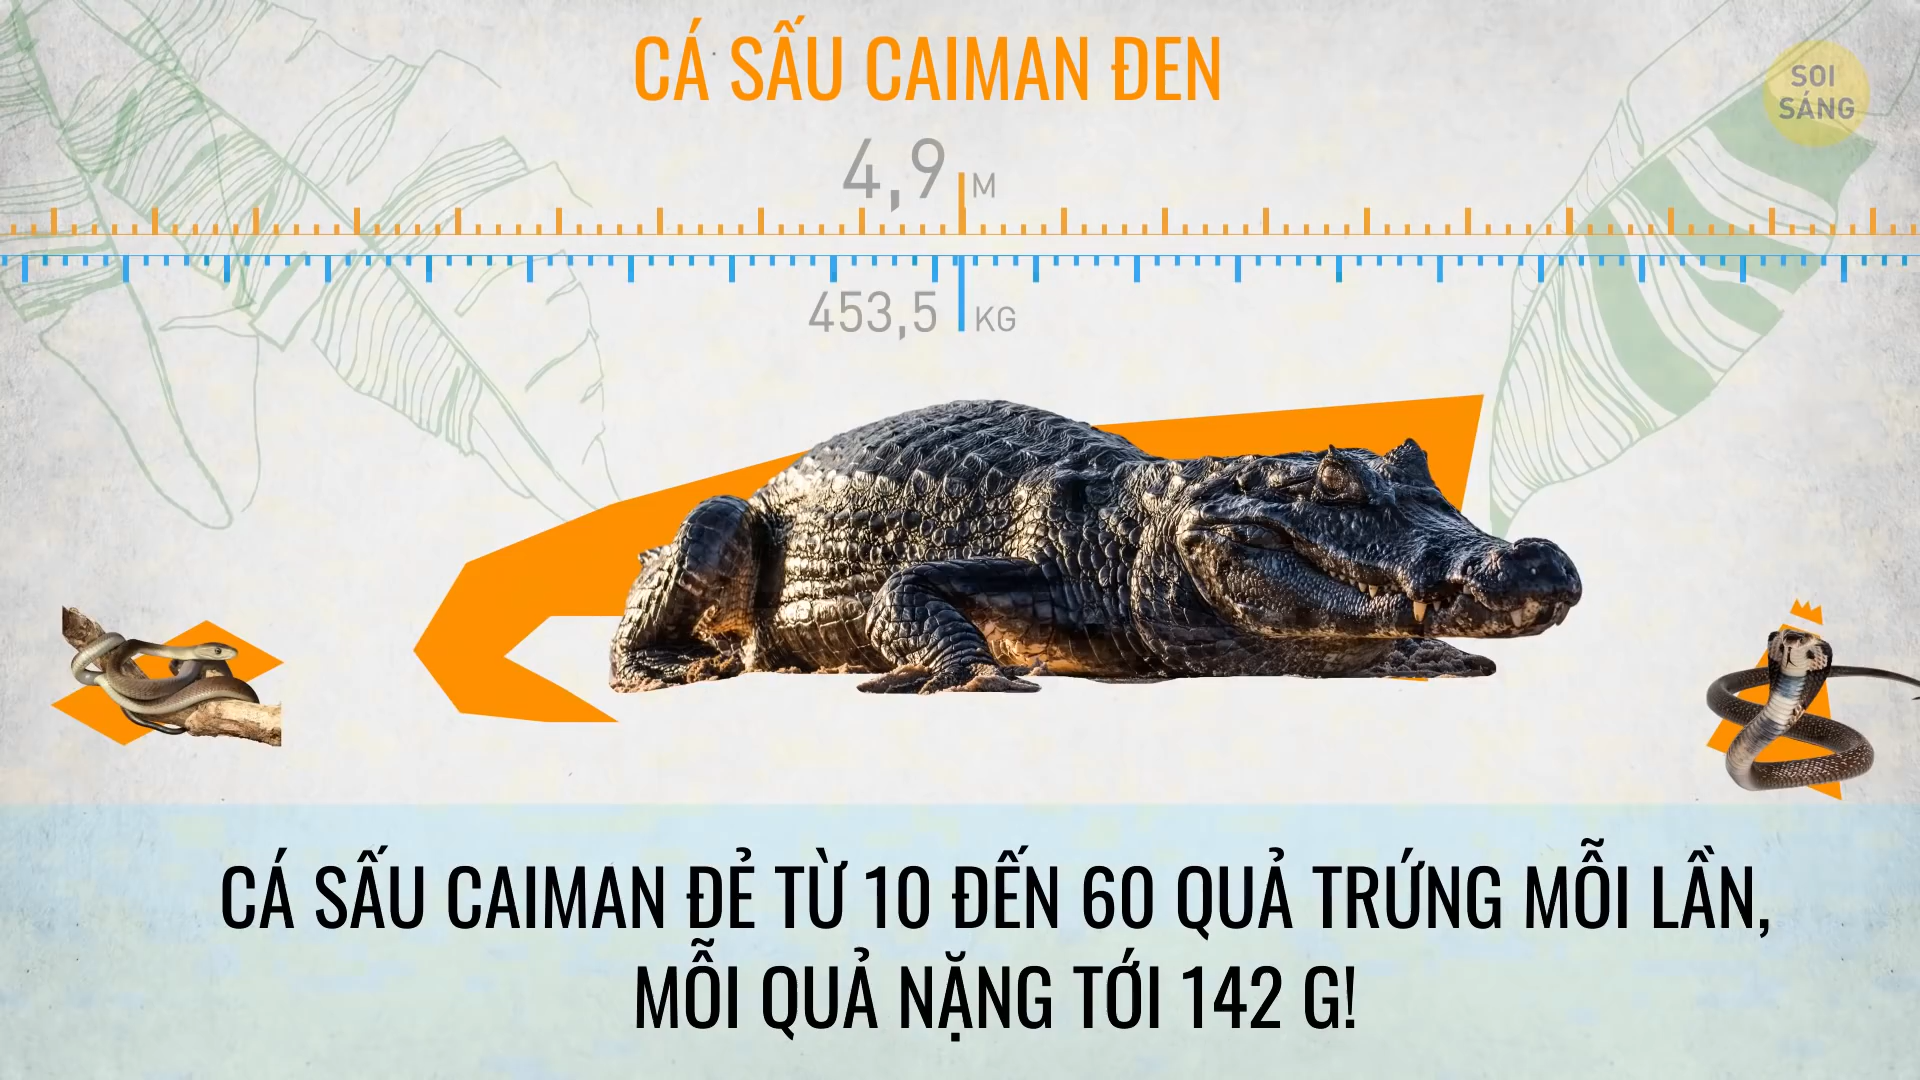 CÁ SẤU CAIMAN ĐEN
SOI
SÁNG
4,9 M
453,5 KG
CÁ SẤU CAIMAN ĐẺ TỪ 10 ĐẾN 60 QUẢ TRỨNG MỖI LẦN,
MỖI QUẢ NẶNG TỚI 142 G!